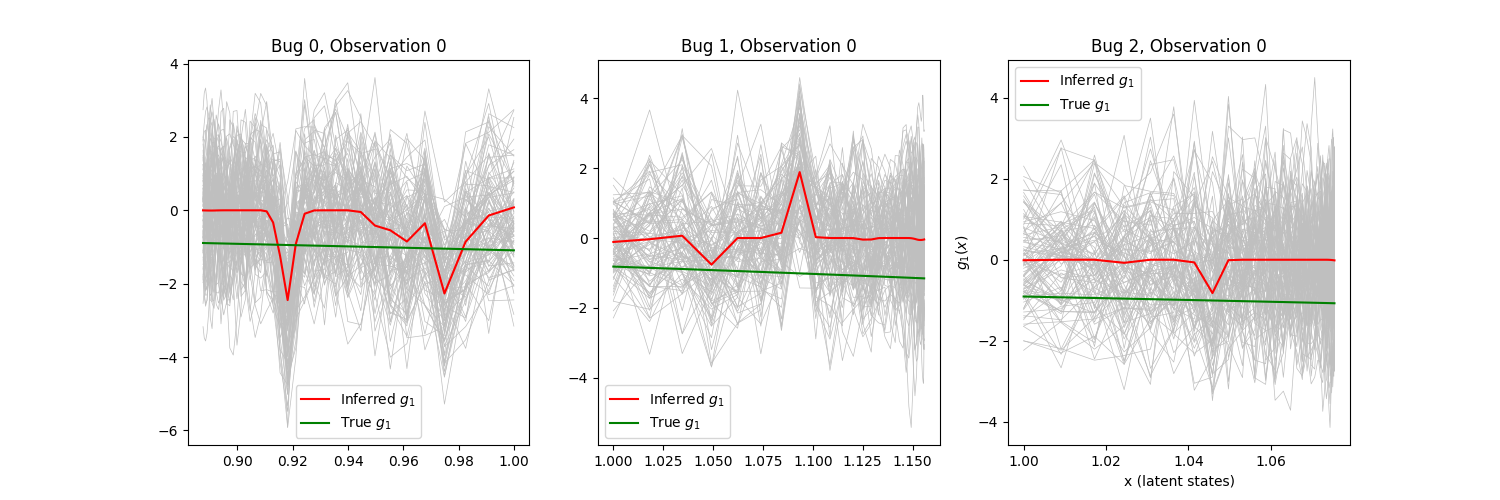 Bug 0, Observation 0
4
2
0
−2
−4
−6
0.90 0.92 0.94 0.96 0.98 1.00
Inferred g₁
True g₁
Bug 1, Observation 0
4
2
0
−2
−4
1.000 1.025 1.050 1.075 1.100 1.125 1.150
Inferred g₁
True g₁
Bug 2, Observation 0
g₁(x)
4
2
0
−2
−4
1.00 1.02 1.04 1.06
x (latent states)
Inferred g₁
True g₁